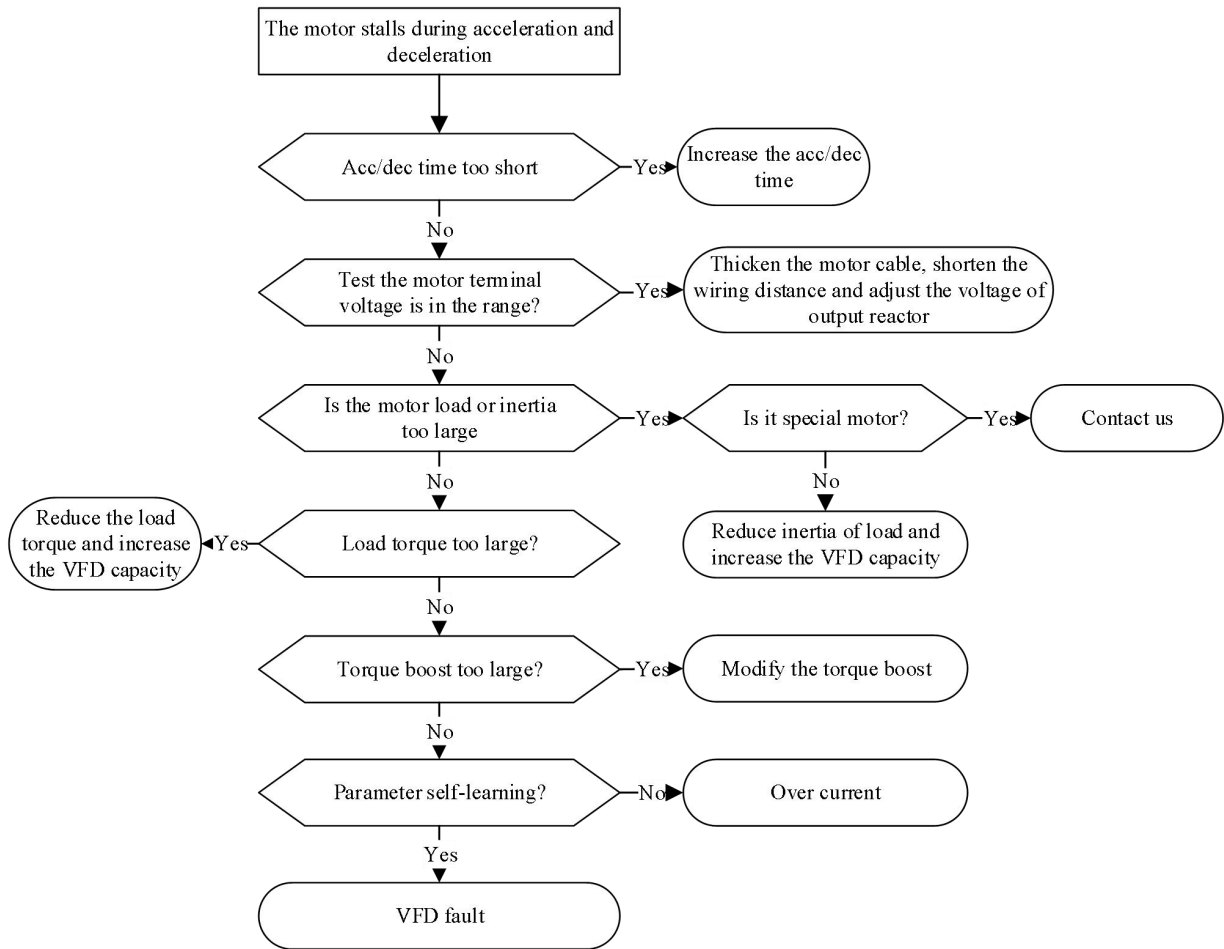 The motor stalls during acceleration and
deceleration
Acc/dec time too short
Yes
Increase the acc/dec
time
No
Test the motor terminal
voltage is in the range?
Yes
Thicken the motor cable, shorten the
wiring distance and adjust the voltage of
output reactor
No
Is the motor load or inertia
too large
Yes
Is it special motor?
Yes
Contact us
No
No
Reduce the load
torque and increase
the VFD capacity
Yes
Load torque too large?
Reduce inertia of load and
increase the VFD capacity
No
Torque boost too large?
Yes
Modify the torque boost
No
Parameter self-learning?
No
Over current
Yes
VFD fault